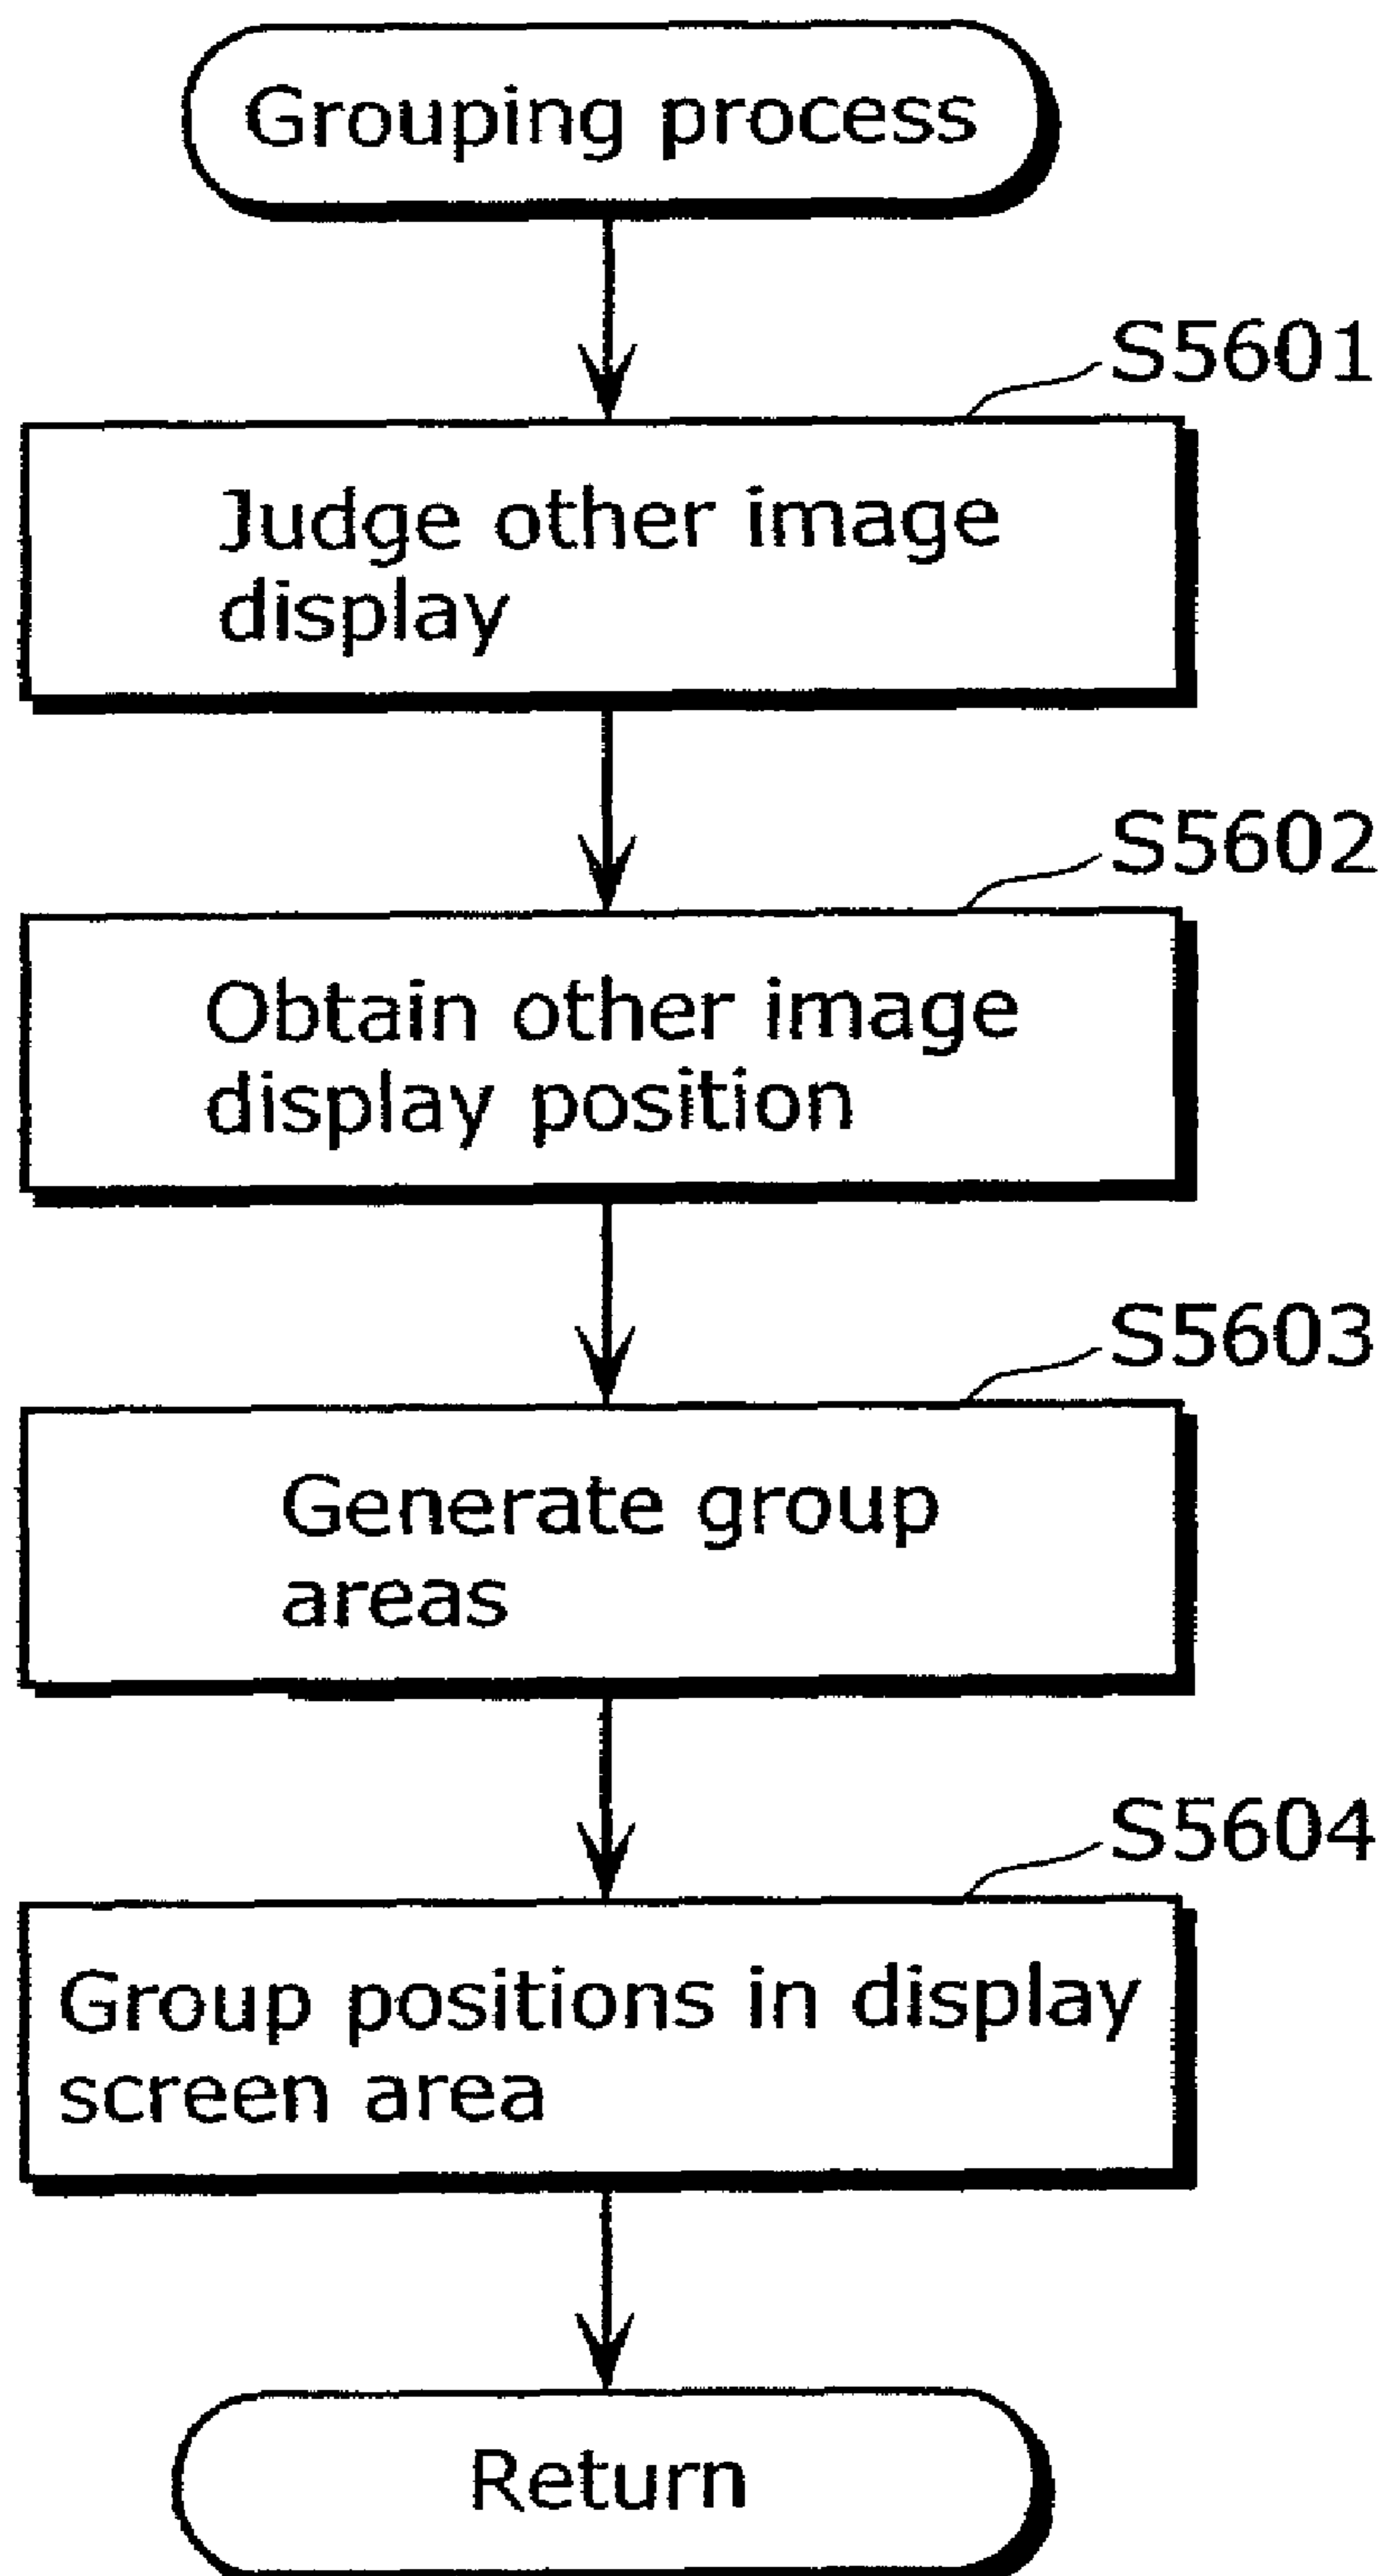 Grouping process
S5601
Judge other image
display
S5602
Obtain other image
display position
S5603
Generate group
areas
S5604
Group positions in display
screen area
Return